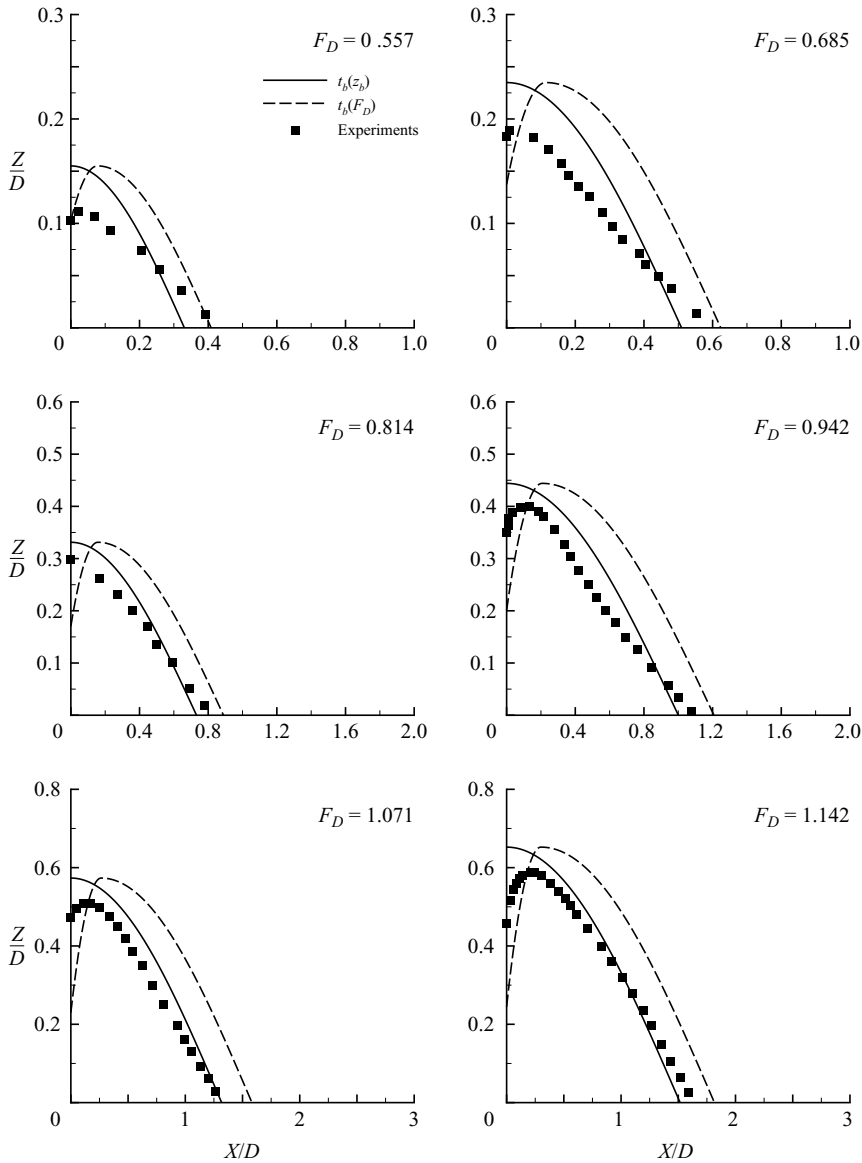 0.3
F_D = 0 .557
t_b(z_b)
t_b(F_D)
Experiments
0.2
Z/D
0.1
0 0.2 0.4 0.6 0.8 1.0
0.3
F_D = 0.685
0.2
0.1
0 0.2 0.4 0.6 0.8 1.0
0.6
F_D = 0.814
0.5
0.4
Z/D
0.3
0.2
0.1
0 0.4 0.8 1.2 1.6 2.0
0.6
F_D = 0.942
0.5
0.4
Z/D
0.3
0.2
0.1
0 0.4 0.8 1.2 1.6 2.0
0.8
F_D = 1.071
0.6
Z/D
0.4
0.2
0 1 2 3
X/D
0.8
F_D = 1.142
0.6
Z/D
0.4
0.2
0 1 2 3
X/D